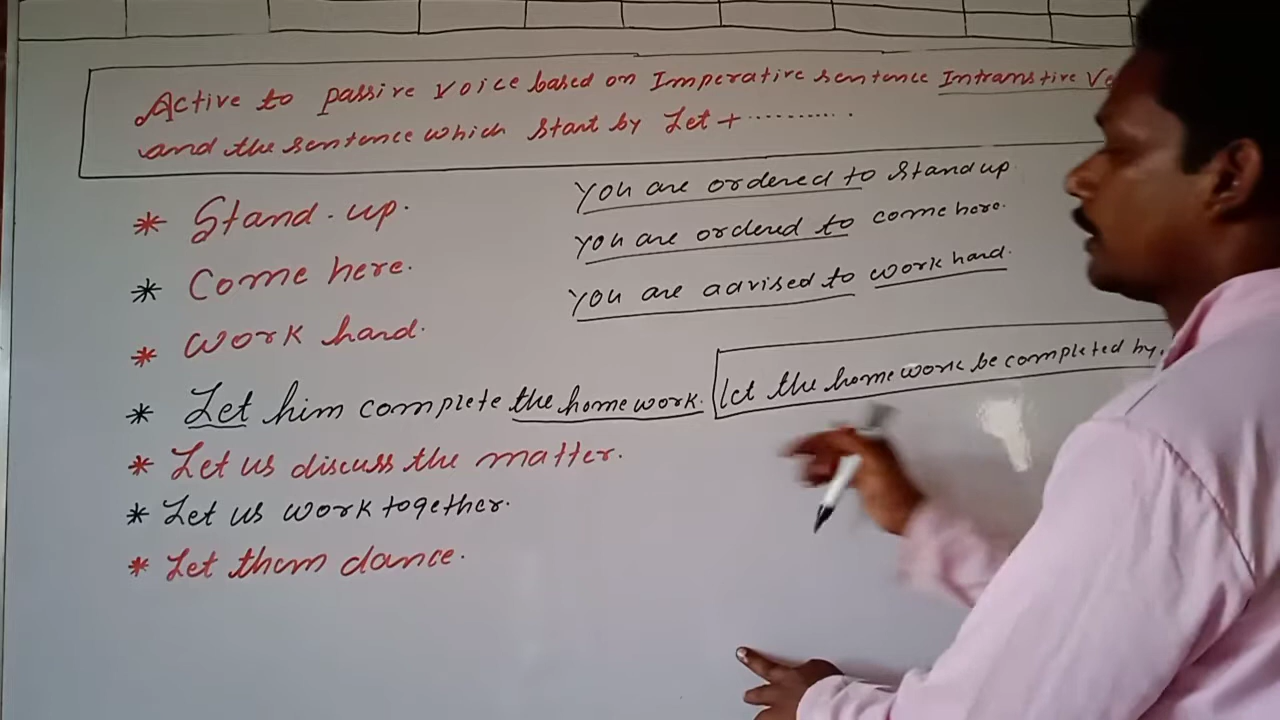 Active to passive voice based on Imperative sentence Intranstive
and the sentence which start by Let + ...........
* Stand-up. You are ordered to stand up.
* Come here. You are ordered to come here.
* Work hard. You are advised to work hard.
* Let him complete the homework. Let the homework be completed by
* Let us discuss the matter.
* Let us work together.
* Let them dance.